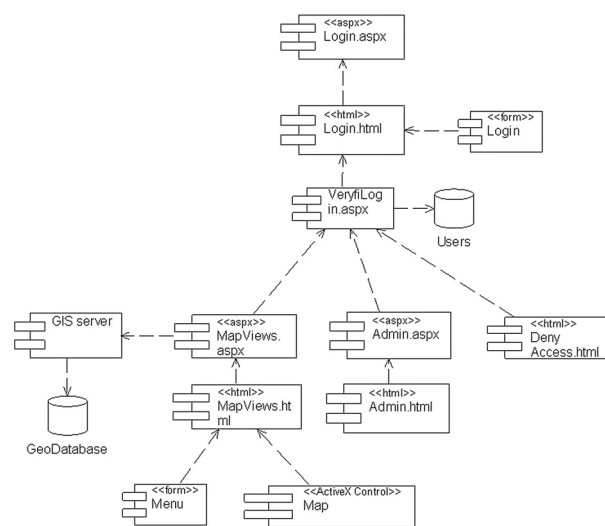 <<aspx>>
Login.aspx
<<html>>
Login.html
<<form>>
Login
VeryfiLog
in.aspx
Users
GIS server
<<aspx>>
MapViews.
aspx
<<aspx>>
Admin.aspx
<<html>>
Deny
Access.html
<<html>>
MapViews.ht
ml
<<html>>
Admin.html
GeoDatabase
<<form>>
Menu
<<ActiveX Control>>
Map